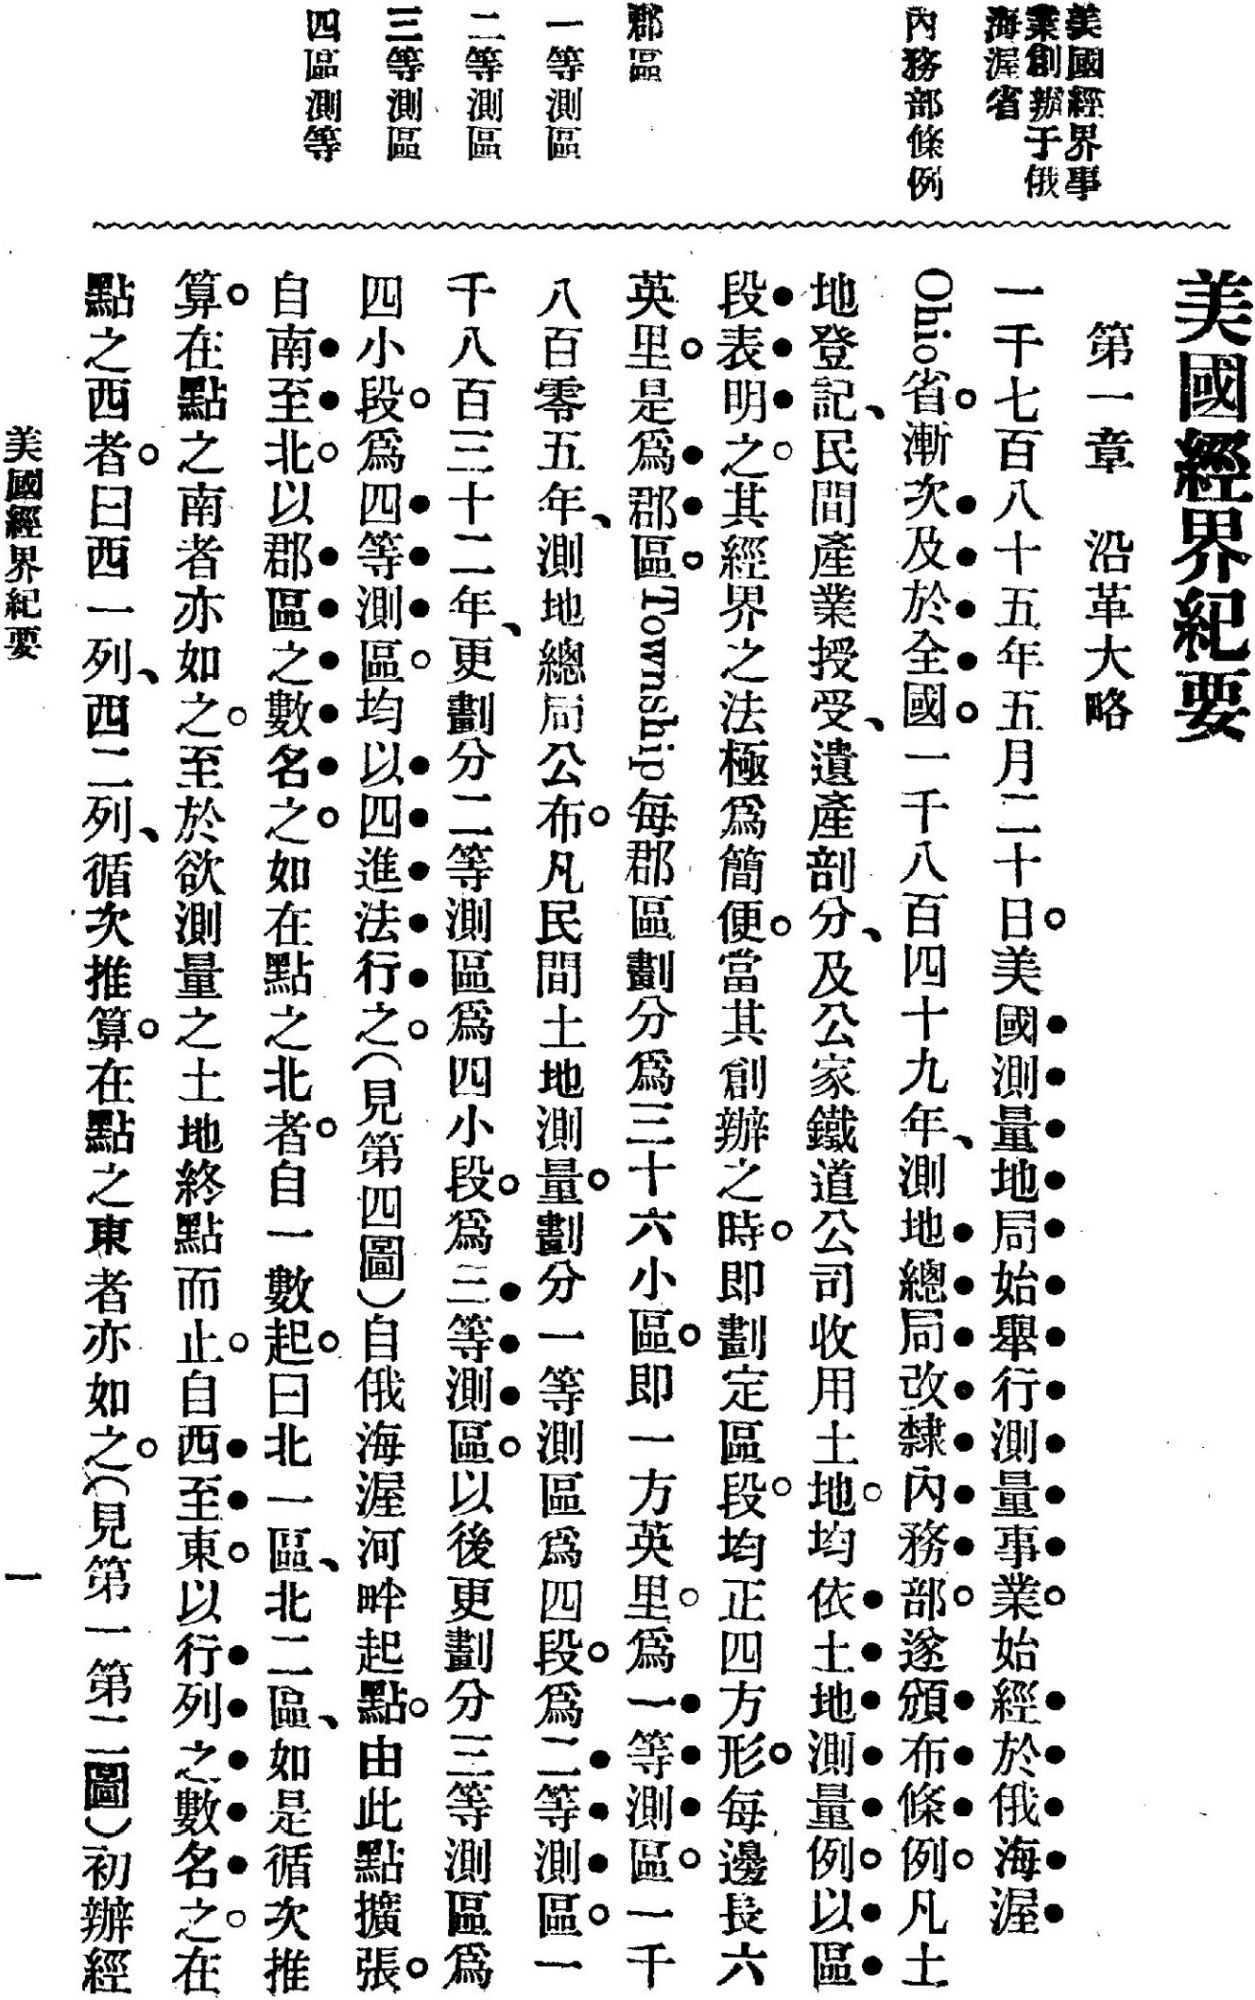 美國經界紀要
第一章　沿革大略
一千七百八十五年五月二十日。美國測量地局始舉行測量事業。始經於俄海渥
Ohio省。漸次及於全國。一千八百四十九年、測地總局改隸內務部。遂頒布條例。凡土
地登記、民間產業授受、遺產剖分、及公家鐵道公司收用土地。均依土地測量例。以區
段表明之。其經界之法極爲簡便。當其創辦之時。即劃定區段。均正四方形。每邊長六
英里。是爲郡區。Township每郡區劃分爲三十六小區。即一方英里。爲一等測區。一千
八百零五年、測地總局公布。凡民間土地測量。劃分一等測區爲四段。爲二等測區。一
千八百三十二年、更劃分二等測區爲四小段。爲三等測區。以後更劃分三等測區爲
四小段。爲四等測區。均以四進法行之。(見第四圖)自俄海渥河畔起點。由此點擴張。
自南至北。以郡區之數名之。如在點之北者。自一數起。曰北一區、北二區、如是循次推
算。在點之南者亦如之。至於欲測量之土地終點而止。自西至東。以行列之數名之。在
點之西者。曰西一列、西二列、循次推算。在點之東者亦如之。(見第一第二圖)初辦經
美國經界事
業創辦于俄
海渥省
內務部條例
郡區
一等測區
二等測區
三等測區
四區測等
美國經界紀要
一